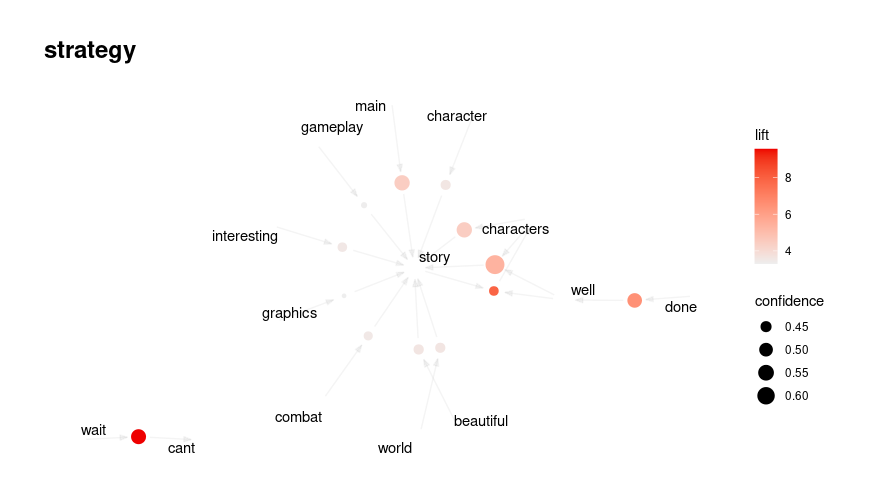 strategy
main
gameplay
character
lift
8
6
4
interesting
characters
story
well
done
graphics
confidence
0.45
0.50
0.55
0.60
combat
beautiful
world
wait
cant